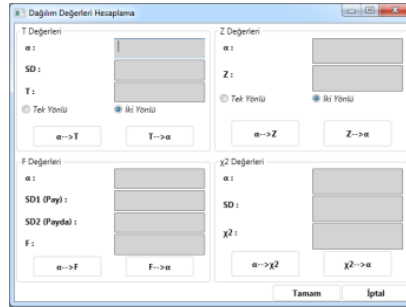 Dağılım Değerleri Hesaplama
T Değerleri
α :
SD :
T :
Tek Yönlü
İki Yönlü
α-->T
T-->α
Z Değerleri
α :
Z :
Tek Yönlü
İki Yönlü
α-->Z
Z-->α
F Değerleri
α :
SD1 (Pay) :
SD2 (Payda) :
F :
α-->F
F-->α
χ2 Değerleri
α :
SD :
χ2 :
α-->χ2
χ2-->α
Tamam
İptal